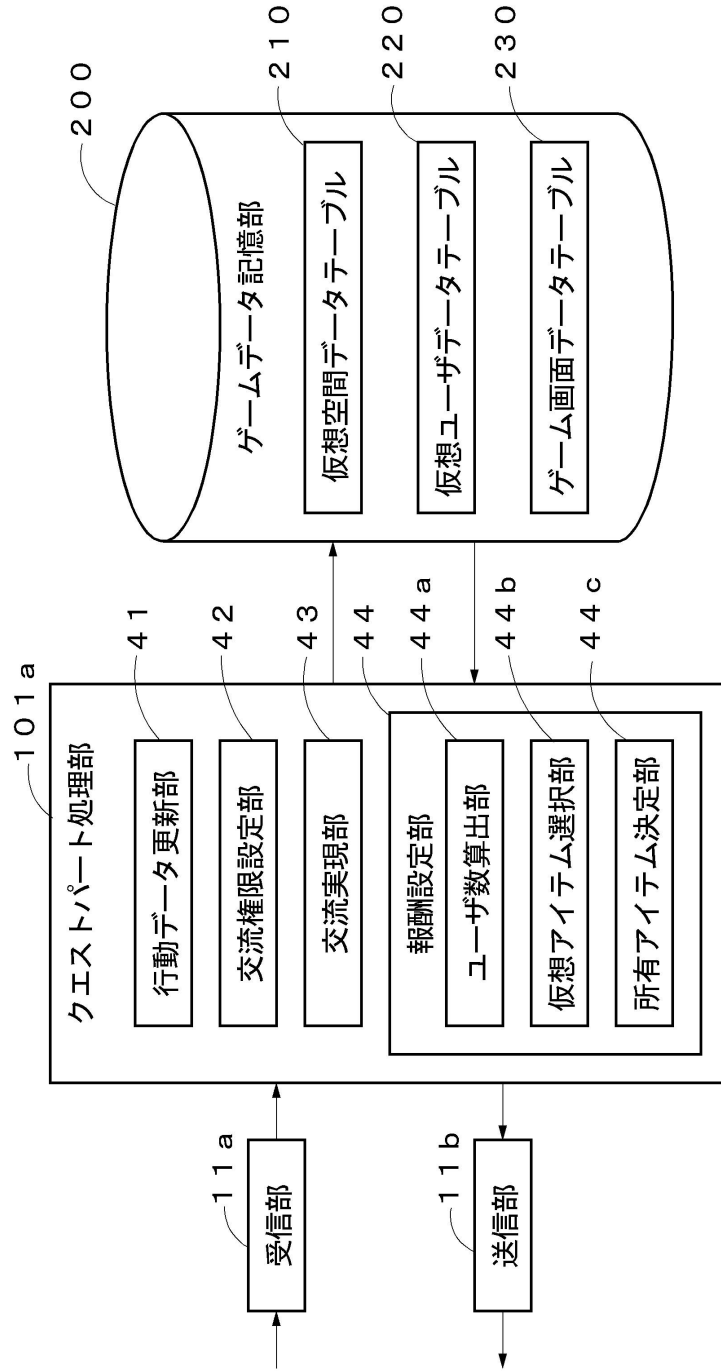 １１ａ
受信部
１１ｂ
送信部
１０１ａ
クエストパート処理部
行動データ更新部
４１
交流権限設定部
４２
交流実現部
４３
報酬設定部
４４
ユーザ数算出部
４４ａ
仮想アイテム選択部
４４ｂ
所有アイテム決定部
４４ｃ
２００
ゲームデータ記憶部
仮想空間データテーブル
２１０
仮想ユーザデータテーブル
２２０
ゲーム画面データテーブル
２３０